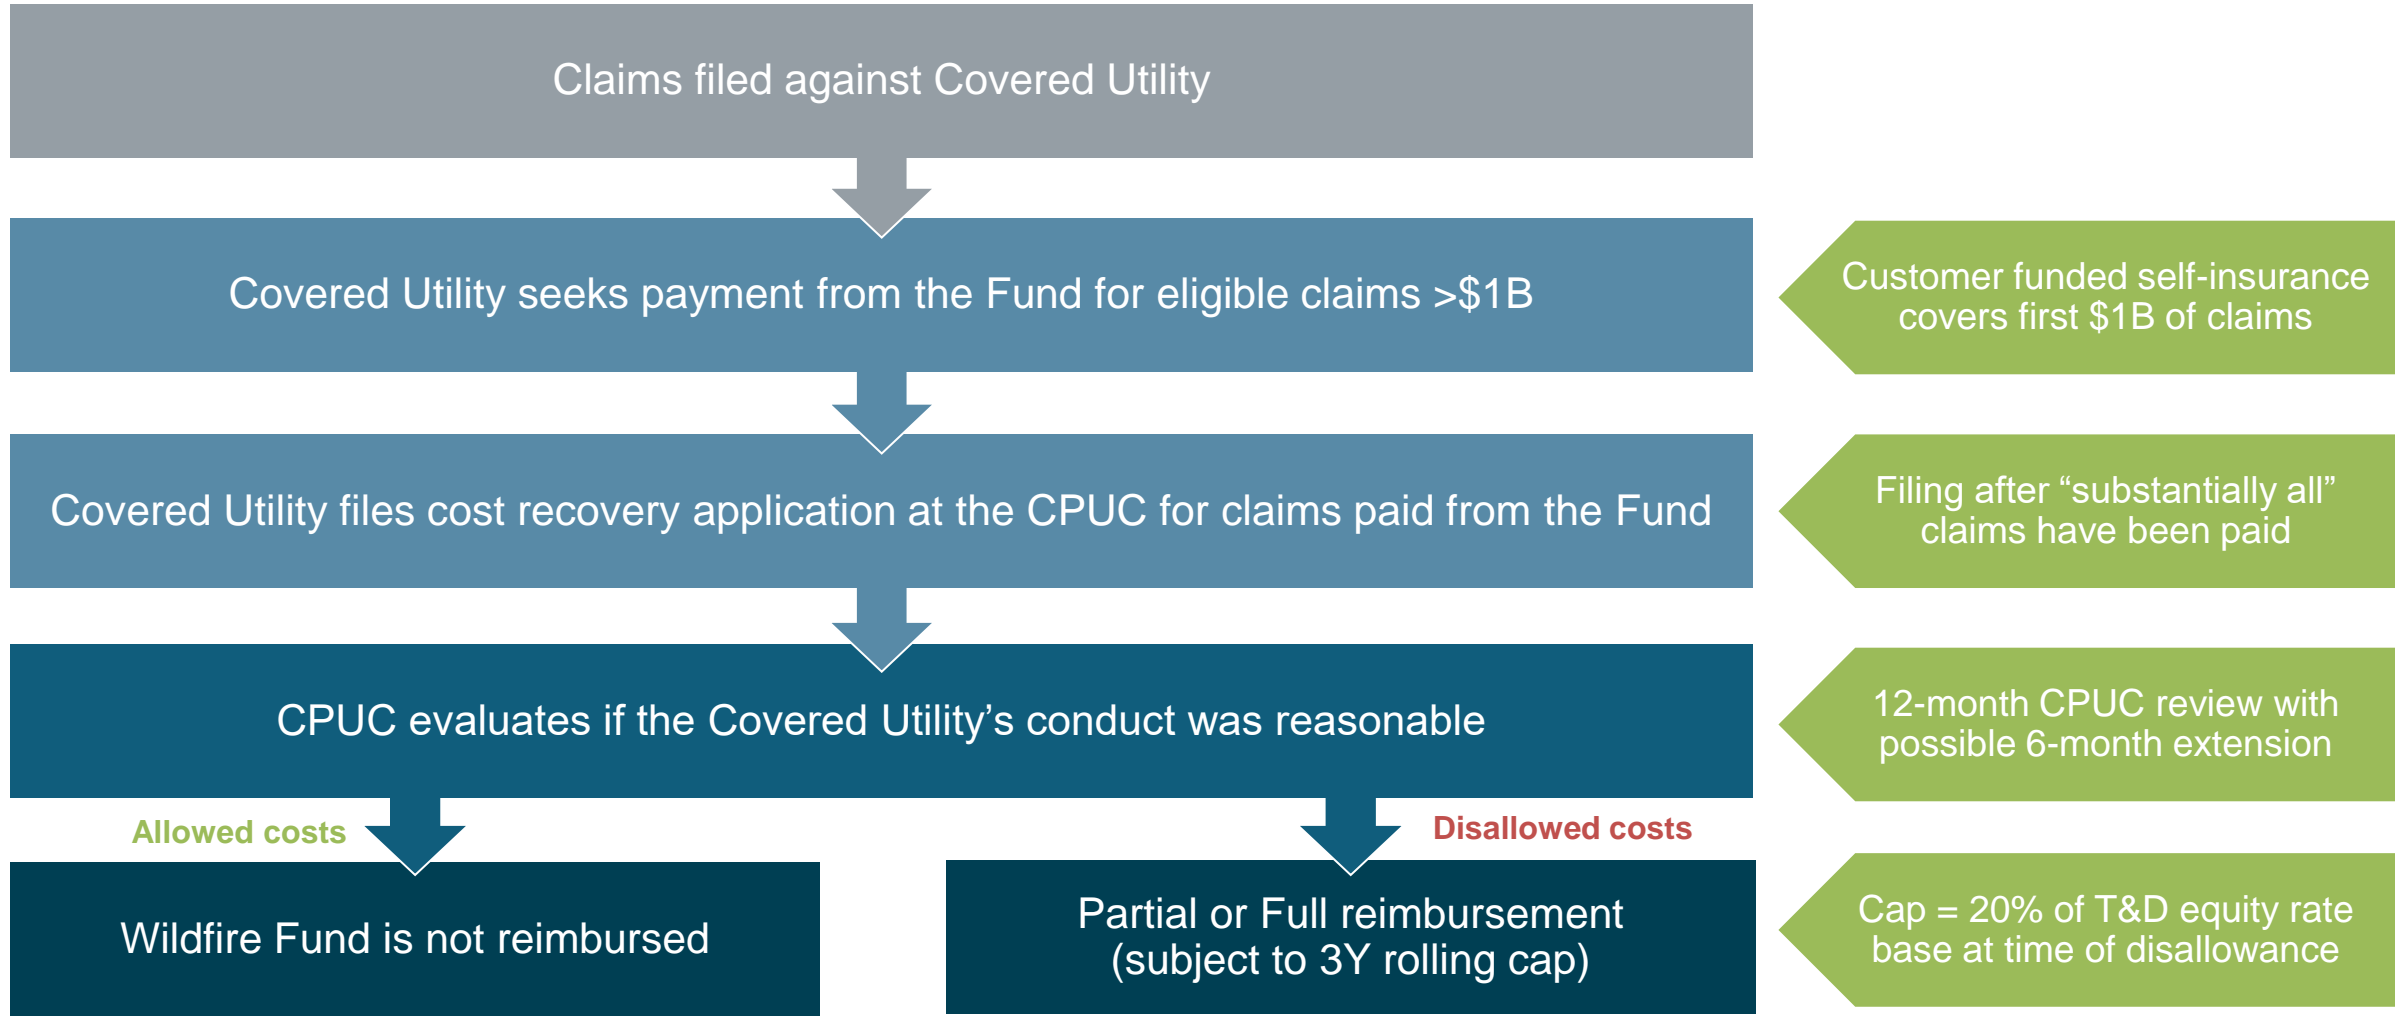 Claims filed against Covered Utility
Covered Utility seeks payment from the Fund for eligible claims >$1B
Customer funded self-insurance
covers first $1B of claims
Covered Utility files cost recovery application at the CPUC for claims paid from the Fund
Filing after “substantially all”
claims have been paid
CPUC evaluates if the Covered Utility’s conduct was reasonable
12-month CPUC review with
possible 6-month extension
Allowed costs
Disallowed costs
Wildfire Fund is not reimbursed
Partial or Full reimbursement
(subject to 3Y rolling cap)
Cap = 20% of T&D equity rate
base at time of disallowance